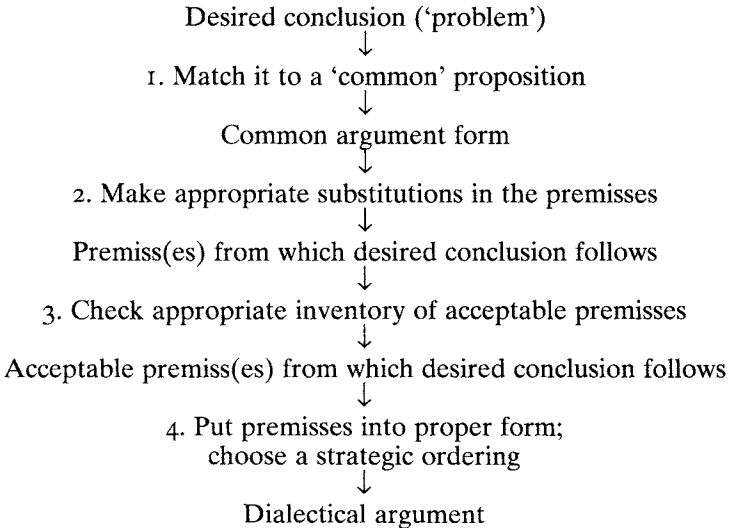 Desired conclusion (‘problem’)
1. Match it to a ‘common’ proposition
Common argument form
2. Make appropriate substitutions in the premisses
Premiss(es) from which desired conclusion follows
3. Check appropriate inventory of acceptable premisses
Acceptable premiss(es) from which desired conclusion follows
4. Put premisses into proper form;
choose a strategic ordering
Dialectical argument